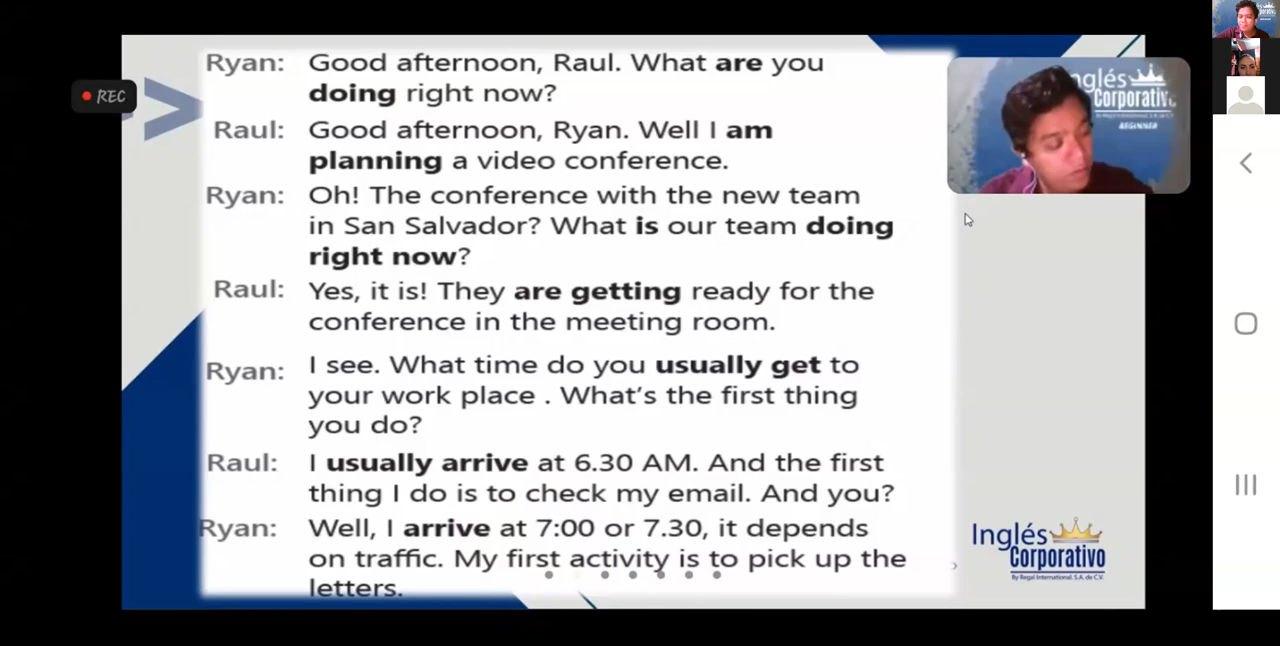 REC
Ryan: Good afternoon, Raul. What are you
doing right now?
Raul: Good afternoon, Ryan. Well I am
planning a video conference.
Ryan: Oh! The conference with the new team
in San Salvador? What is our team doing
right now?
Raul: Yes, it is! They are getting ready for the
conference in the meeting room.
Ryan: I see. What time do you usually get to
your work place . What's the first thing
you do?
Raul: I usually arrive at 6.30 AM. And the first
thing I do is to check my email. And you?
Ryan: Well, I arrive at 7:00 or 7.30, it depends
on traffic. My first activity is to pick up the
letters.
Inglés
Corporativo
BEGINNER
Inglés
Corporativo
By Regal International, S.A. de C.V.